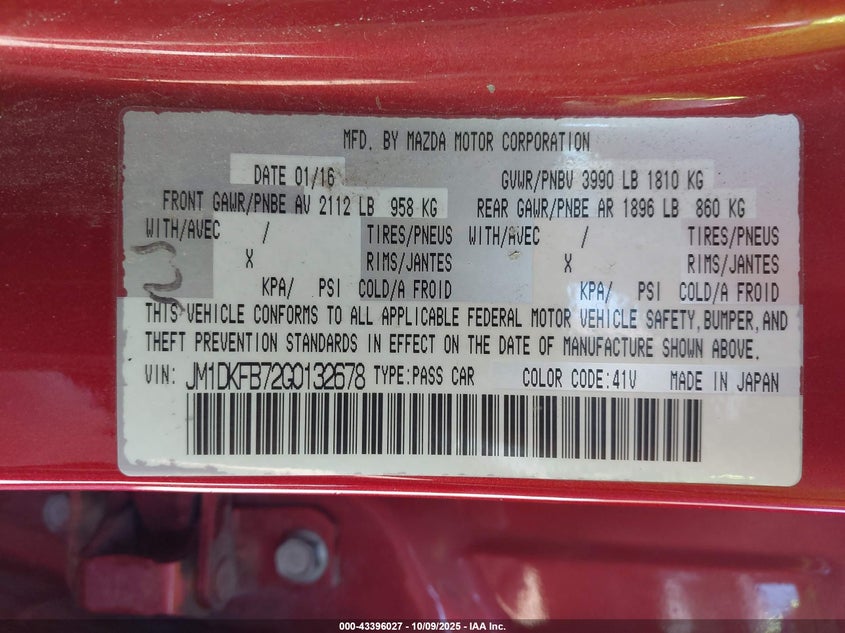 MFD. BY MAZDA MOTOR CORPORATION
DATE 01/16 GVWR/PNBV 3990 LB 1810 KG
FRONT GAWR/PNBE AV 2112 LB 958 KG REAR GAWR/PNBE AR 1896 LB 860 KG
WITH/AVEC / TIRES/PNEUS WITH/AVEC / TIRES/PNEUS
X RIMS/JANTES X RIMS/JANTES
KPA/ PSI COLD/A FROID KPA/ PSI COLD/A FROID
THIS VEHICLE CONFORMS TO ALL APPLICABLE FEDERAL MOTOR VEHICLE SAFETY, BUMPER, AND
THEFT PREVENTION STANDARDS IN EFFECT ON THE DATE OF MANUFACTURE SHOWN ABOVE.
VIN: JM1DKFB72G0132678 TYPE:PASS CAR COLOR CODE:41V MADE IN JAPAN
000-43396027 - 10/09/2025 - IAA Inc.